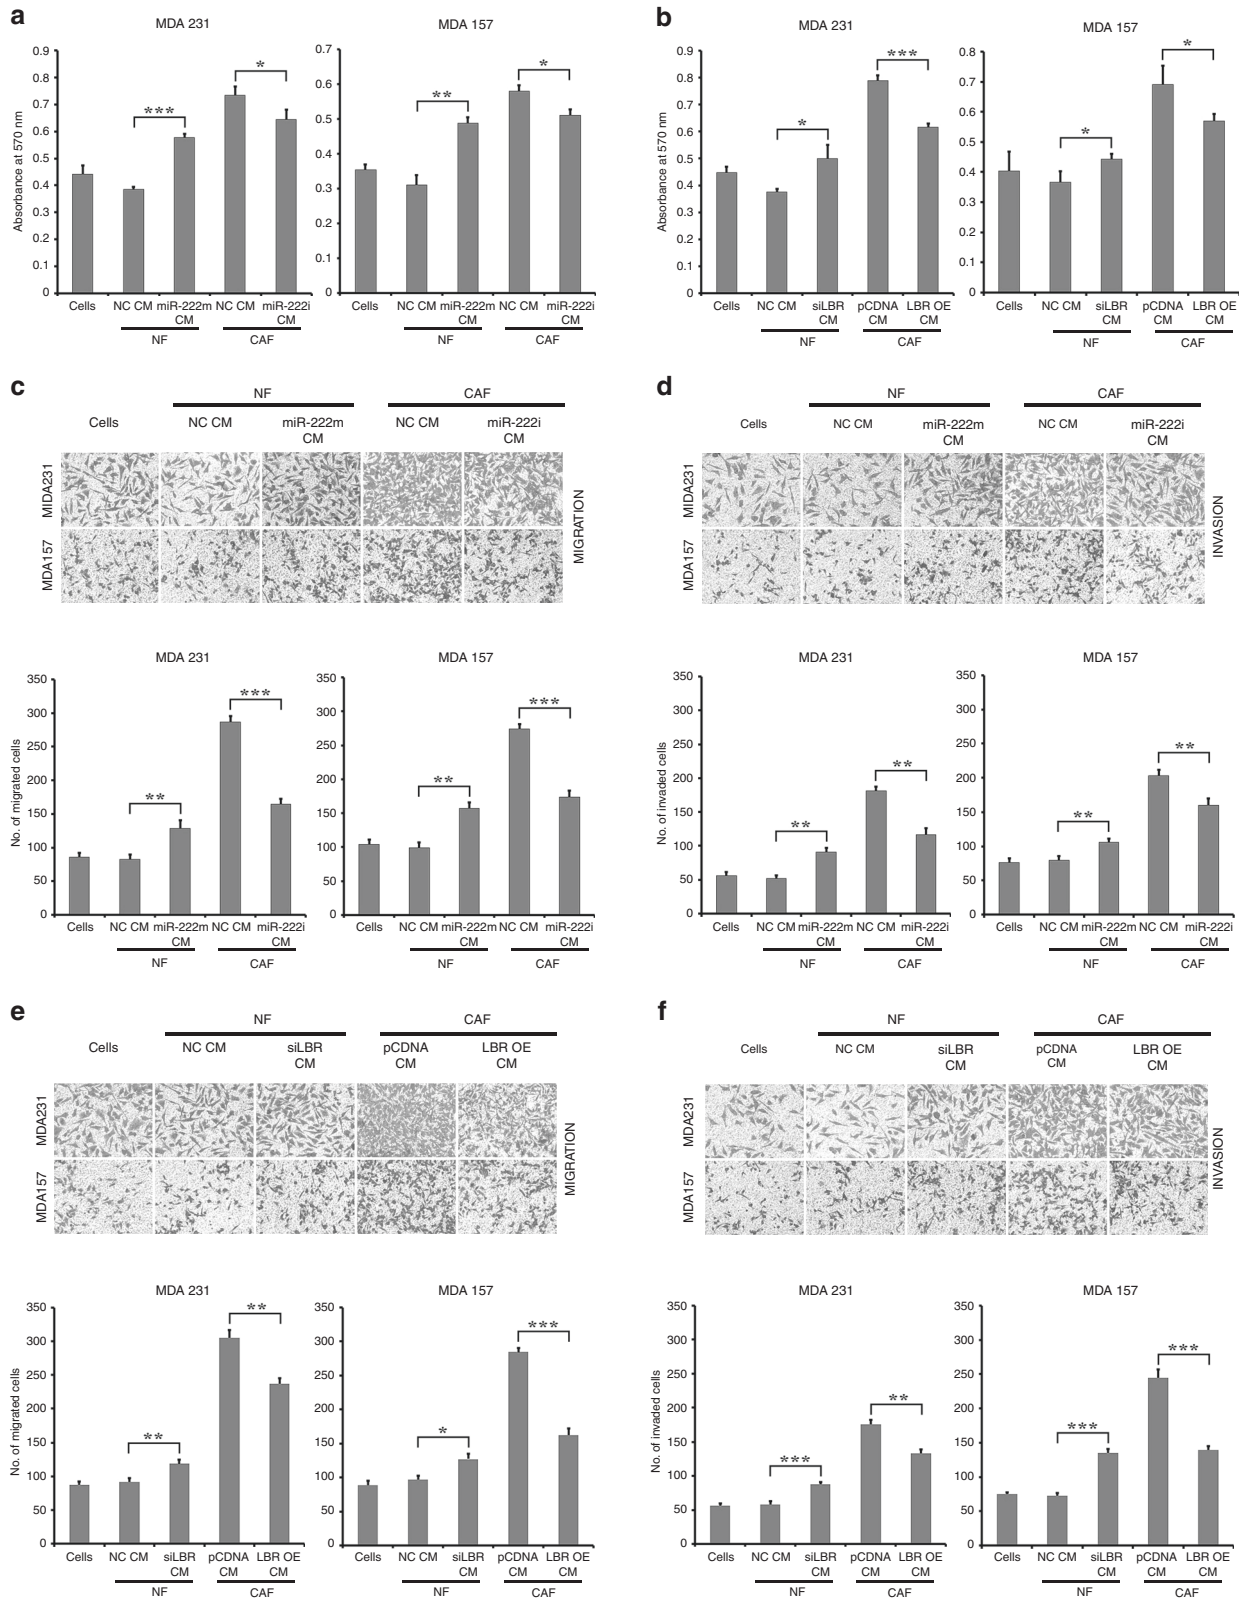 a
MDA 231
MDA 157
Absorbance at 570 nm
0.9
0.8
0.7
0.6
0.5
0.4
0.3
0.2
0.1
0
***
*
Cells NC CM miR-222m CM NC CM miR-222i CM
NF CAF
0.7
0.6
0.5
0.4
0.3
0.2
0.1
0
**
*
Cells NC CM miR-222m CM NC CM miR-222i CM
NF CAF
b
MDA 231
MDA 157
Absorbance at 570 nm
0.9
0.8
0.7
0.6
0.5
0.4
0.3
0.2
0.1
0
*
***
Cells NC CM siLBR CM pCDNA CM LBR OE CM
NF CAF
0.8
0.7
0.6
0.5
0.4
0.3
0.2
0.1
0
*
*
Cells NC CM siLBR CM pCDNA CM LBR OE CM
NF CAF
c
NF CAF
Cells NC CM miR-222m CM NC CM miR-222i CM
MIDA231
MDA157
MIGRATION
MDA 231
MDA 157
No. of migrated cells
350
300
250
200
150
100
50
0
**
***
Cells NC CM miR-222m CM NC CM miR-222i CM
NF CAF
350
300
250
200
150
100
50
0
**
***
Cells NC CM miR-222m CM NC CM miR-222i CM
NF CAF
d
NF CAF
Cells NC CM miR-222m CM NC CM miR-222i CM
MIDA231
MDA157
INVASION
MDA 231
MDA 157
No. of invaded cells
350
300
250
200
150
100
50
0
**
**
Cells NC CM miR-222m CM NC CM miR-222i CM
NF CAF
350
300
250
200
150
100
50
0
**
**
Cells NC CM miR-222m CM NC CM miR-222i CM
NF CAF
e
NF CAF
Cells NC CM siLBR CM pCDNA CM LBR OE CM
MDA231
MDA157
MIGRATION
MDA 231
MDA 157
No. of migrated cells
350
300
250
200
150
100
50
0
**
**
Cells NC CM siLBR CM pCDNA CM LBR OE CM
NF CAF
350
300
250
200
150
100
50
0
*
***
Cells NC CM siLBR CM pCDNA CM LBR OE CM
NF CAF
f
NF CAF
Cells NC CM siLBR CM pCDNA CM LBR OE CM
MDA231
MDA157
INVASION
MDA 231
MDA 157
No. of invaded cells
350
300
250
200
150
100
50
0
***
**
Cells NC CM siLBR CM pCDNA CM LBR OE CM
NF CAF
350
300
250
200
150
100
50
0
***
***
Cells NC CM siLBR CM pCDNA CM LBR OE CM
NF CAF